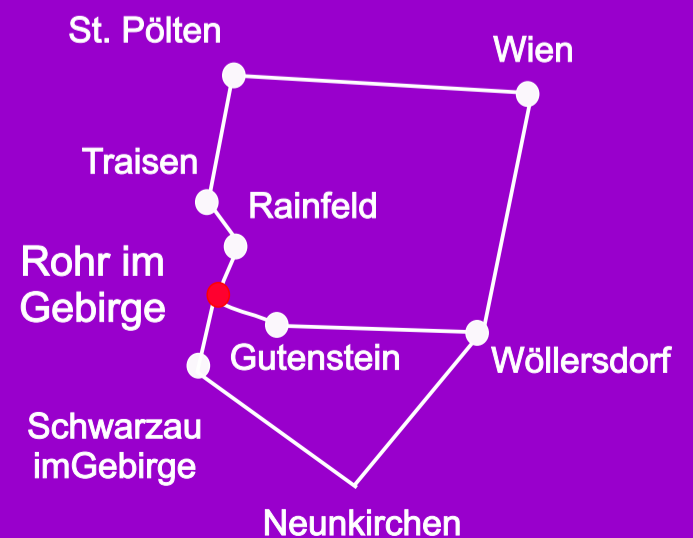 St. Pölten
Wien
Traisen
Rainfeld
Rohr im
Gebirge
Gutenstein
Wöllersdorf
Schwarzau
imGebirge
Neunkirchen